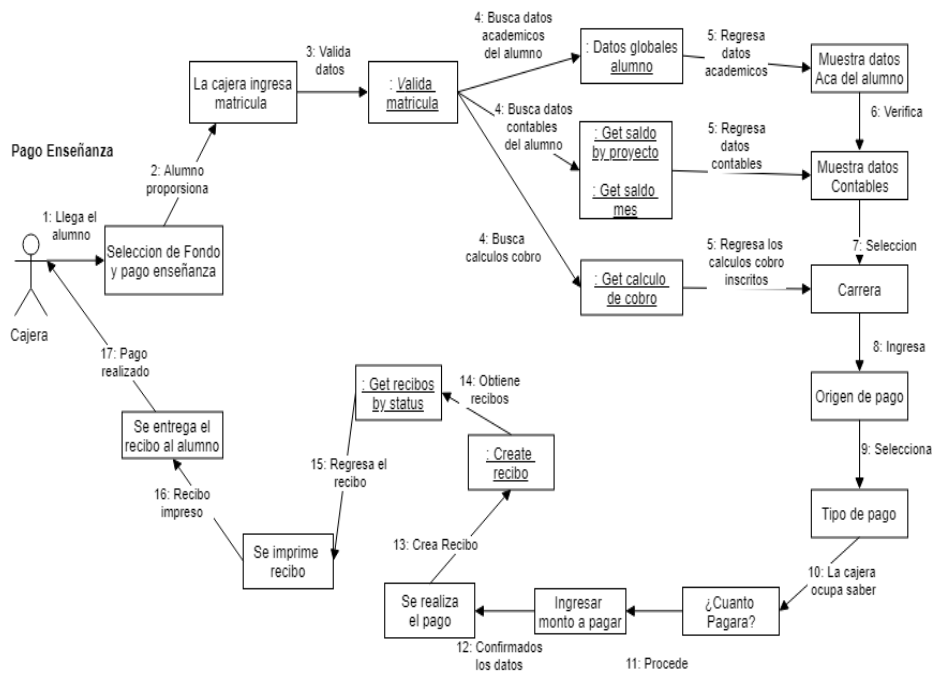 Pago Enseñanza
1: Llega el
alumno
Cajera
Seleccion de Fondo
y pago enseñanza
2: Alumno
proporsiona
La cajera ingresa
matricula
3: Valida
datos
: Valida
matricula
4: Busca datos
academicos
del alumno
4: Busca datos
contables
del alumno
4: Busca
calculos cobro
: Datos globales
alumno
: Get saldo
by proyecto
: Get saldo
mes
: Get calculo
de cobro
5: Regresa
datos
academicos
5: Regresa
datos
contables
5: Regresa los
calculos cobro
inscritos
Muestra datos
Aca del alumno
6: Verifica
Muestra datos
Contables
7: Seleccion
Carrera
8: Ingresa
Origen de pago
9: Selecciona
Tipo de pago
10: La cajera
ocupa saber
¿Cuanto
Pagara?
11: Procede
Ingresar
monto a pagar
12: Confirmados
los datos
Se realiza
el pago
13: Crea Recibo
: Create
recibo
14: Obtiene
recibos
: Get recibos
by status
15: Regresa el
recibo
Se imprime
recibo
16: Recibo
impreso
Se entrega el
recibo al alumno
17: Pago
realizado